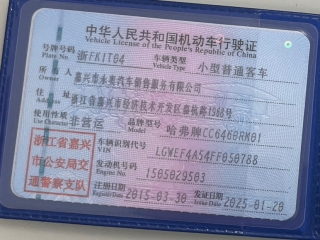 中华人民共和国机动车行驶证
Vehicle License of the People's Republic of China
号牌号码 浙FK1T04 车辆类型 小型普通客车
Plate No. Vehicle Type
所有人 嘉兴市永美汽车销售服务有限公司
Owner
住址 浙江省嘉兴市经济技术开发区嘉杭路1568号
Address
使用性质 非营运 品牌型号 哈弗牌CC6460RM01
Use Character Model
浙江省嘉兴市公安局交通警察支队
车辆识别代号 LGWEF4A54FF050788
VIN
发动机号码 1505029503
Engine No.
注册日期 2015-03-30 发证日期 2025-01-20
Register Date Issue Date